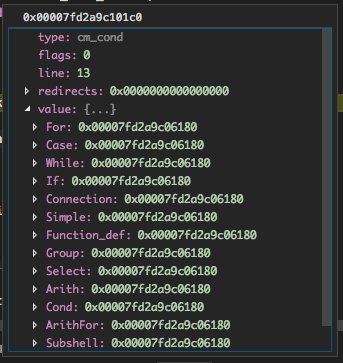 0x00007fd2a9c101c0
type: cm_cond
flags: 0
line: 13
redirects: 0x0000000000000000
value: {...}
For: 0x00007fd2a9c06180
Case: 0x00007fd2a9c06180
While: 0x00007fd2a9c06180
If: 0x00007fd2a9c06180
Connection: 0x00007fd2a9c06180
Simple: 0x00007fd2a9c06180
Function_def: 0x00007fd2a9c06180
Group: 0x00007fd2a9c06180
Select: 0x00007fd2a9c06180
Arith: 0x00007fd2a9c06180
Cond: 0x00007fd2a9c06180
ArithFor: 0x00007fd2a9c06180
Subshell: 0x00007fd2a9c06180